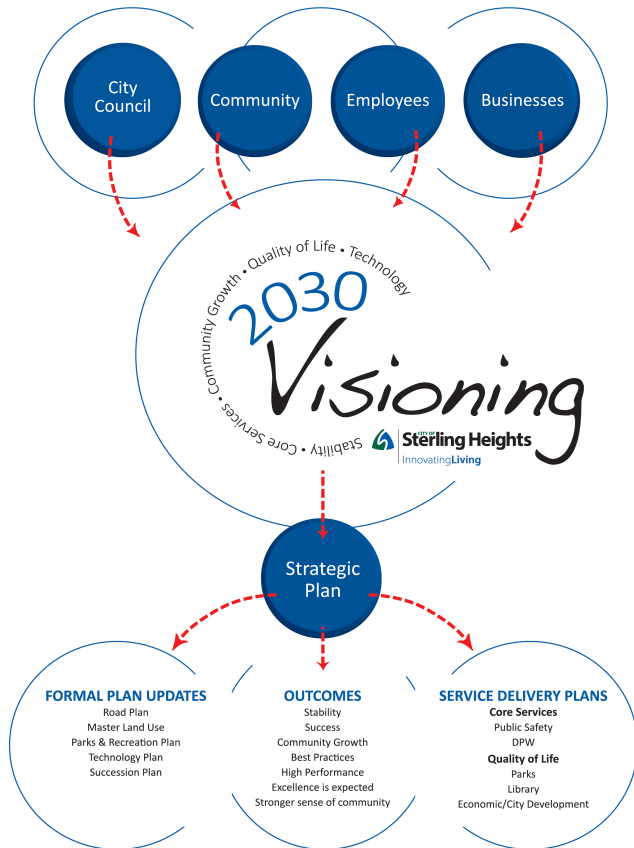 City
Council
Community
Employees
Businesses
Stability • Core Services • Community Growth • Quality of Life • Technology
2030
Visioning
CITY OF
Sterling Heights
InnovatingLiving
Strategic
Plan
FORMAL PLAN UPDATES
Road Plan
Master Land Use
Parks & Recreation Plan
Technology Plan
Succession Plan
OUTCOMES
Stability
Success
Community Growth
Best Practices
High Performance
Excellence is expected
Stronger sense of community
SERVICE DELIVERY PLANS
Core Services
Public Safety
DPW
Quality of Life
Parks
Library
Economic/City Development